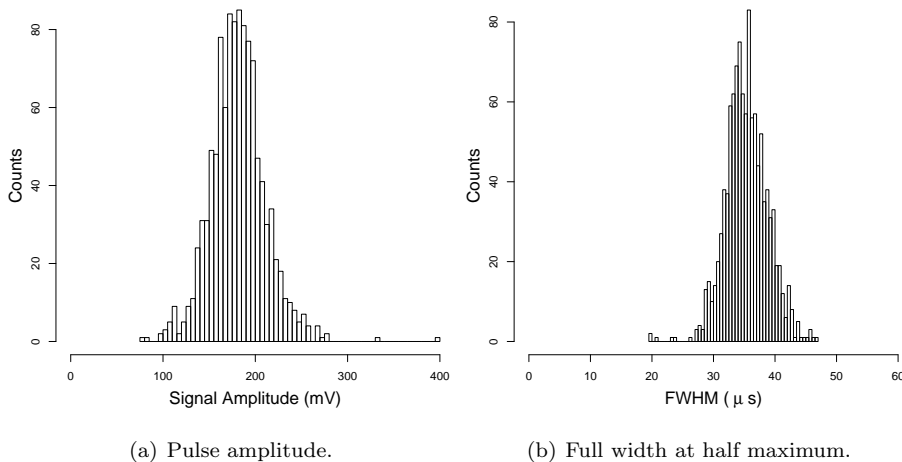 80
60
40
20
0
Counts
0 100 200 300 400
Signal Amplitude (mV)
(a) Pulse amplitude.
80
60
40
20
0
Counts
0 10 20 30 40 50 60
FWHM ( μ s)
(b) Full width at half maximum.